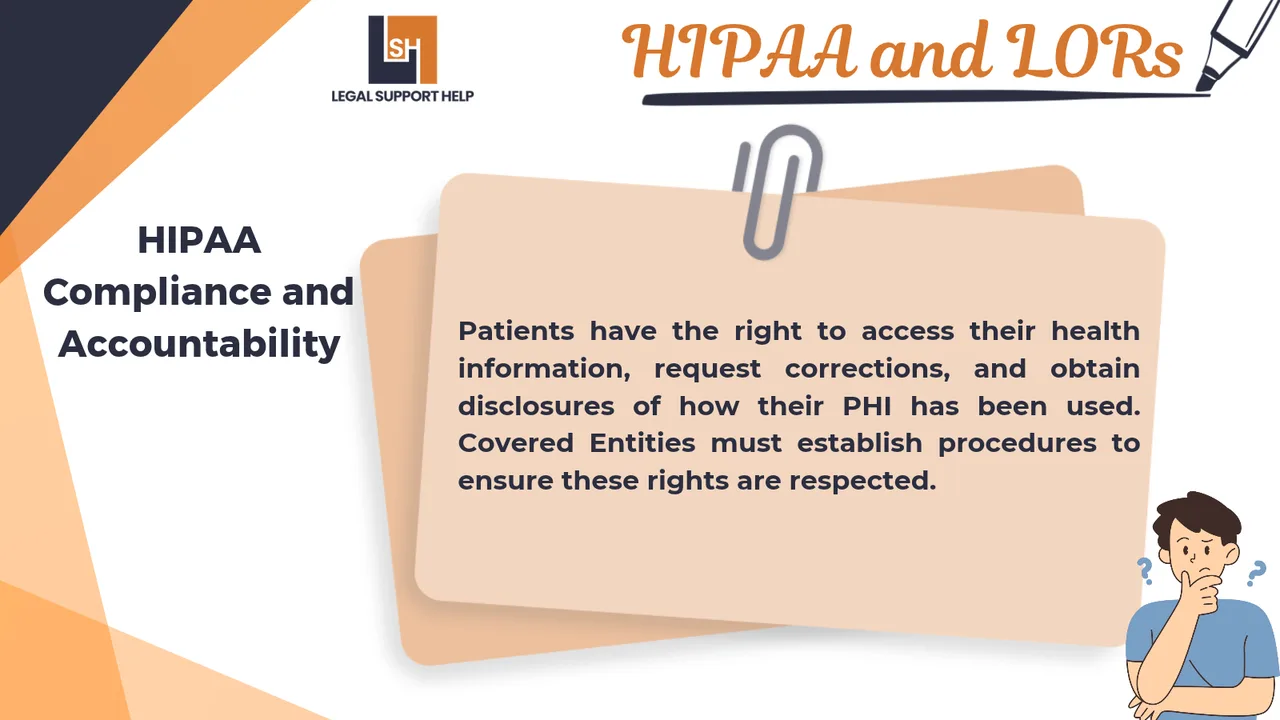 SH
LEGAL SUPPORT HELP
HIPAA and LORs
HIPAA
Compliance and
Accountability
Patients have the right to access their health
information, request corrections, and obtain
disclosures of how their PHI has been used.
Covered Entities must establish procedures to
ensure these rights are respected.
? ?